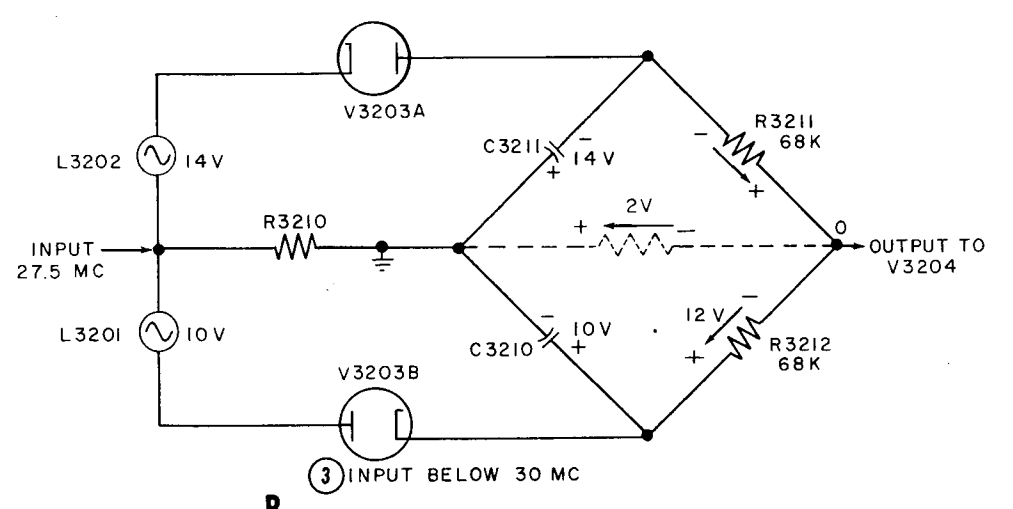 V3203A
R3211
68K
C3211
−
14V
+
−
+
L3202
14V
R3210
2V
+
−
O
INPUT
27.5 MC
OUTPUT TO
V3204
L3201
10V
−
10V
+
C3210
12V
−
+
R3212
68K
V3203B
3 INPUT BELOW 30 MC